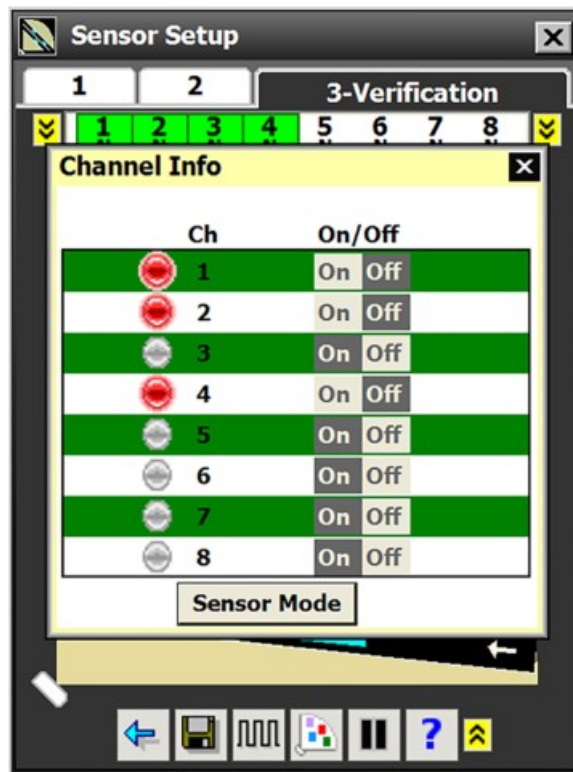 Sensor Setup
1 2 3-Verification
1 2 3 4 5 6 7 8
Channel Info
Ch On/Off
1 On Off
2 On Off
3 On Off
4 On Off
5 On Off
6 On Off
7 On Off
8 On Off
Sensor Mode
?